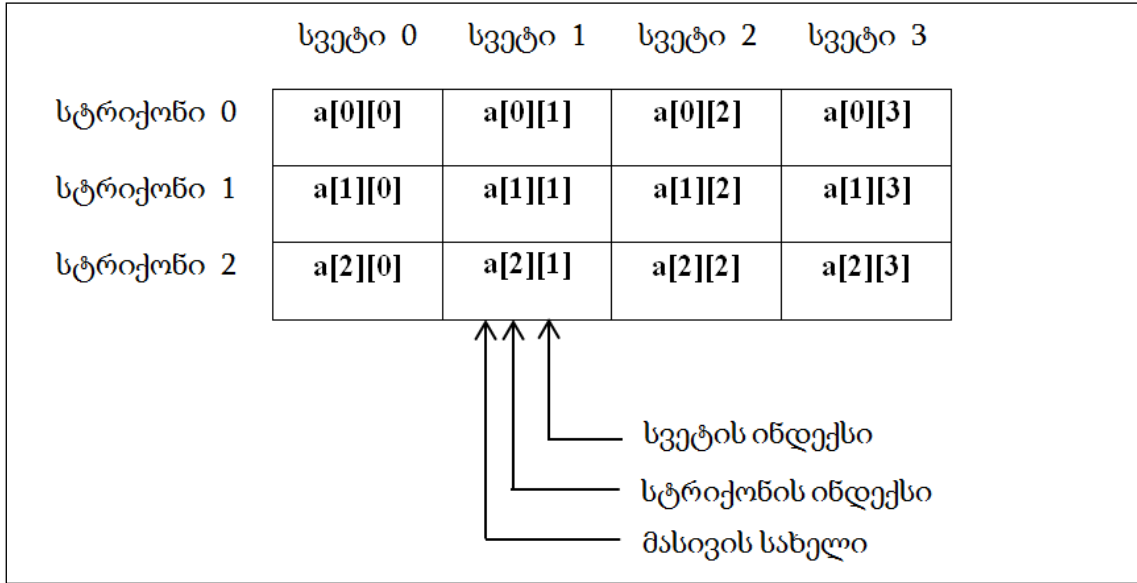 სვეტი 0 სვეტი 1 სვეტი 2 სვეტი 3
სტრიქონი 0 a[0][0] a[0][1] a[0][2] a[0][3]
სტრიქონი 1 a[1][0] a[1][1] a[1][2] a[1][3]
სტრიქონი 2 a[2][0] a[2][1] a[2][2] a[2][3]
სვეტის ინდექსი
სტრიქონის ინდექსი
მასივის სახელი